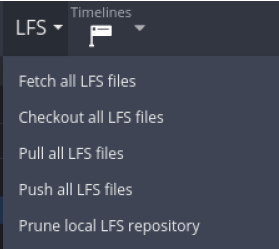 Timelines
LFS
Fetch all LFS files
Checkout all LFS files
Pull all LFS files
Push all LFS files
Prune local LFS repository